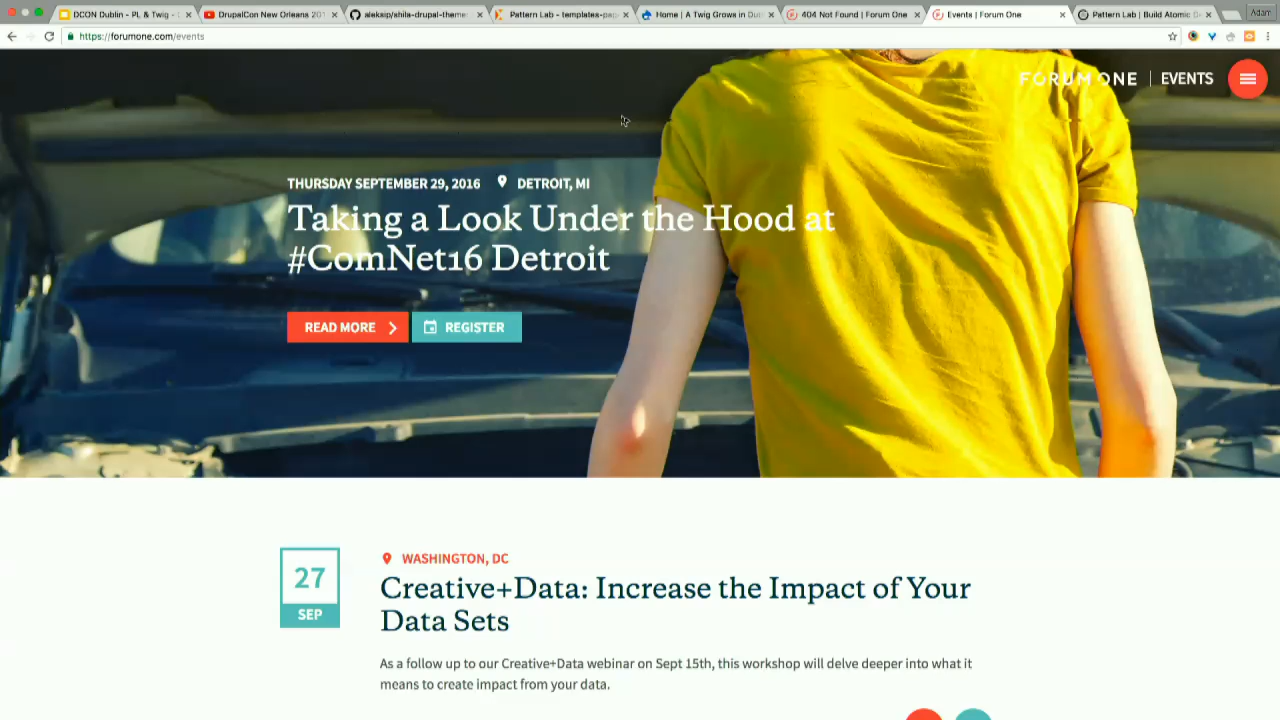 DCON Dublin - PL & Twig -
DrupalCon New Orleans 201
aleksip/shila-drupal-theme
Pattern Lab - templates-pag
Home | A Twig Grows in Du
404 Not Found | Forum One
Events | Forum One
Pattern Lab | Build Atomic D
Adam
https://forumone.com/events
FORUM ONE | EVENTS
THURSDAY SEPTEMBER 29, 2016 DETROIT, MI
Taking a Look Under the Hood at
#ComNet16 Detroit
READ MORE REGISTER
27
SEP
WASHINGTON, DC
Creative+Data: Increase the Impact of Your
Data Sets
As a follow up to our Creative+Data webinar on Sept 15th, this workshop will delve deeper into what it
means to create impact from your data.